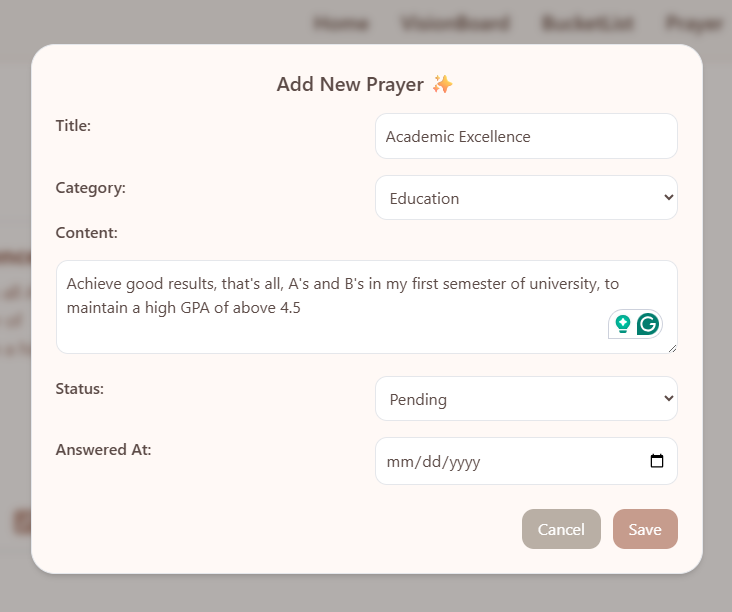 Home VisionBoard BucketList Prayer
Add New Prayer ✨
Title:
Academic Excellence
Category:
Education
Content:
Achieve good results, that's all, A's and B's in my first semester of university, to
maintain a high GPA of above 4.5
Status:
Pending
Answered At:
mm/dd/yyyy
Cancel Save